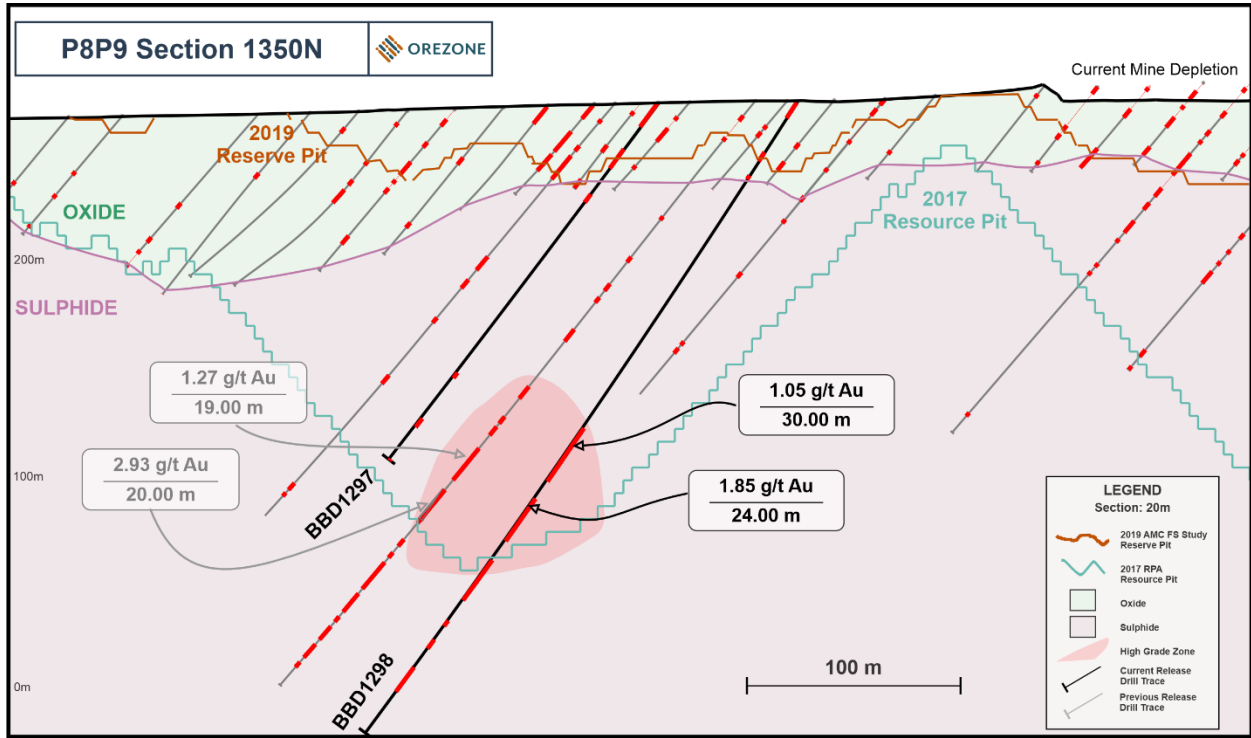 P8P9 Section 1350N
OREZONE
Current Mine Depletion
2019
Reserve Pit
OXIDE
2017
Resource Pit
200m
SULPHIDE
1.27 g/t Au
19.00 m
1.05 g/t Au
30.00 m
2.93 g/t Au
20.00 m
100m
BBD1297
1.85 g/t Au
24.00 m
0m
BBD1298
100 m
LEGEND
Section: 20m
2019 AMC FS Study
Reserve Pit
2017 RPA
Resource Pit
Oxide
Sulphide
High Grade Zone
Current Release
Drill Trace
Previous Release
Drill Trace